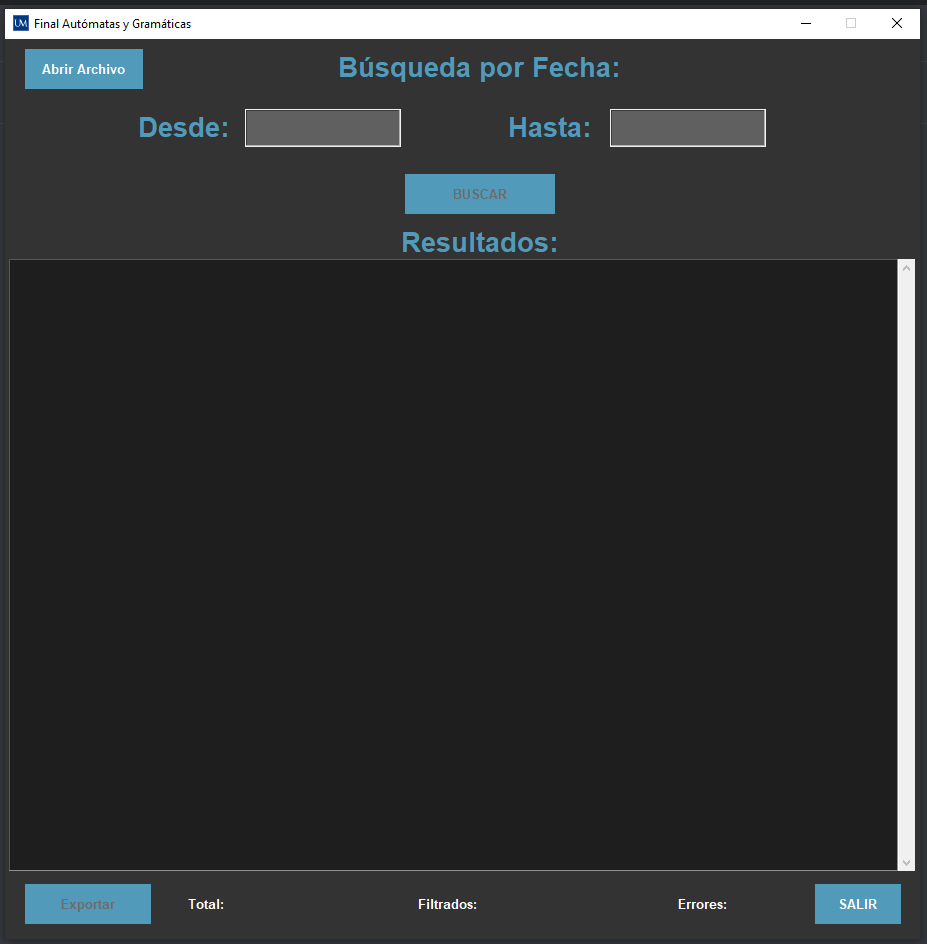 UM Final Autómatas y Gramáticas
Abrir Archivo
Búsqueda por Fecha:
Desde:
Hasta:
BUSCAR
Resultados:
Exportar
Total:
Filtrados:
Errores:
SALIR